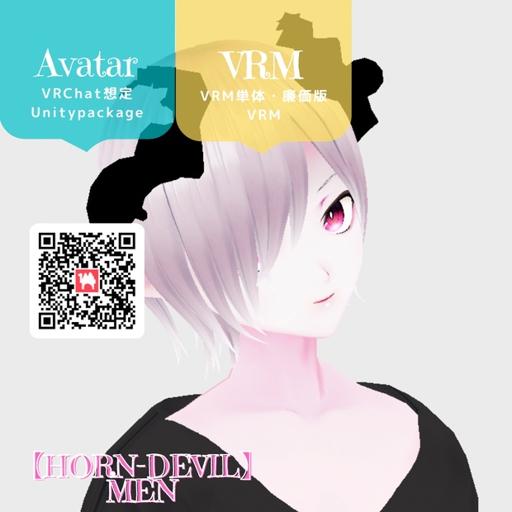 Avatar
VRChat想定
Unitypackage
VRM
VRM単体・廉価版
VRM
【HORN-DEVIL】
MEN